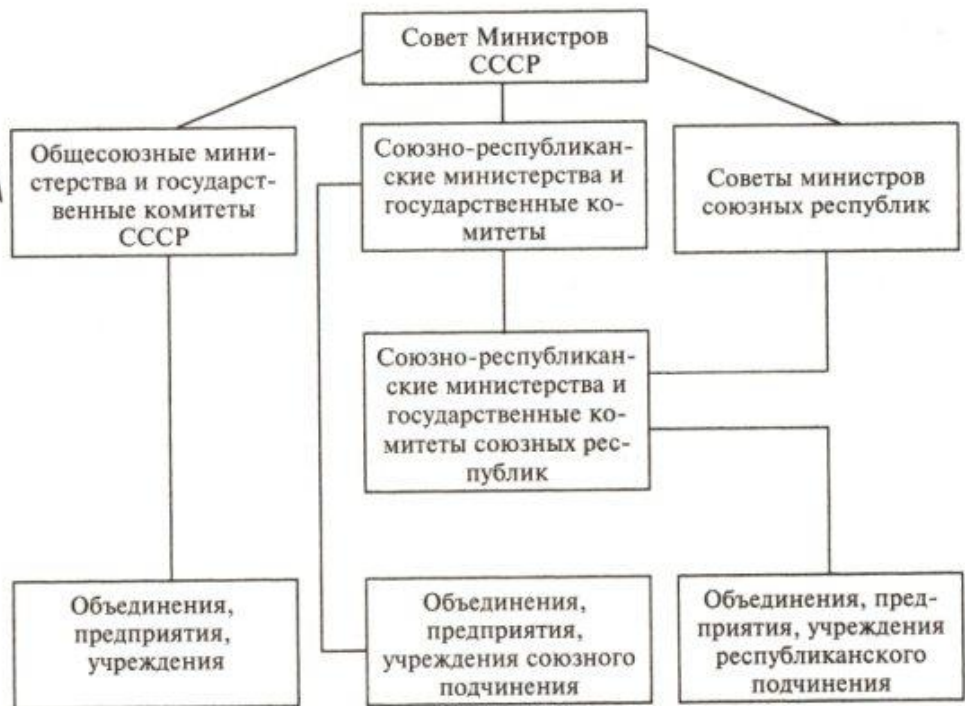 Совет Министров
СССР
Общесоюзные мини-
стерства и государст-
венные комитеты
СССР
Союзно-республикан-
ские министерства и
государственные ко-
митеты
Советы министров
союзных республик
Союзно-республикан-
ские министерства и
государственные ко-
митеты союзных рес-
публик
Объединения,
предприятия,
учреждения
Объединения,
предприятия,
учреждения союзного
подчинения
Объединения, пред-
приятия, учреждения
республиканского
подчинения